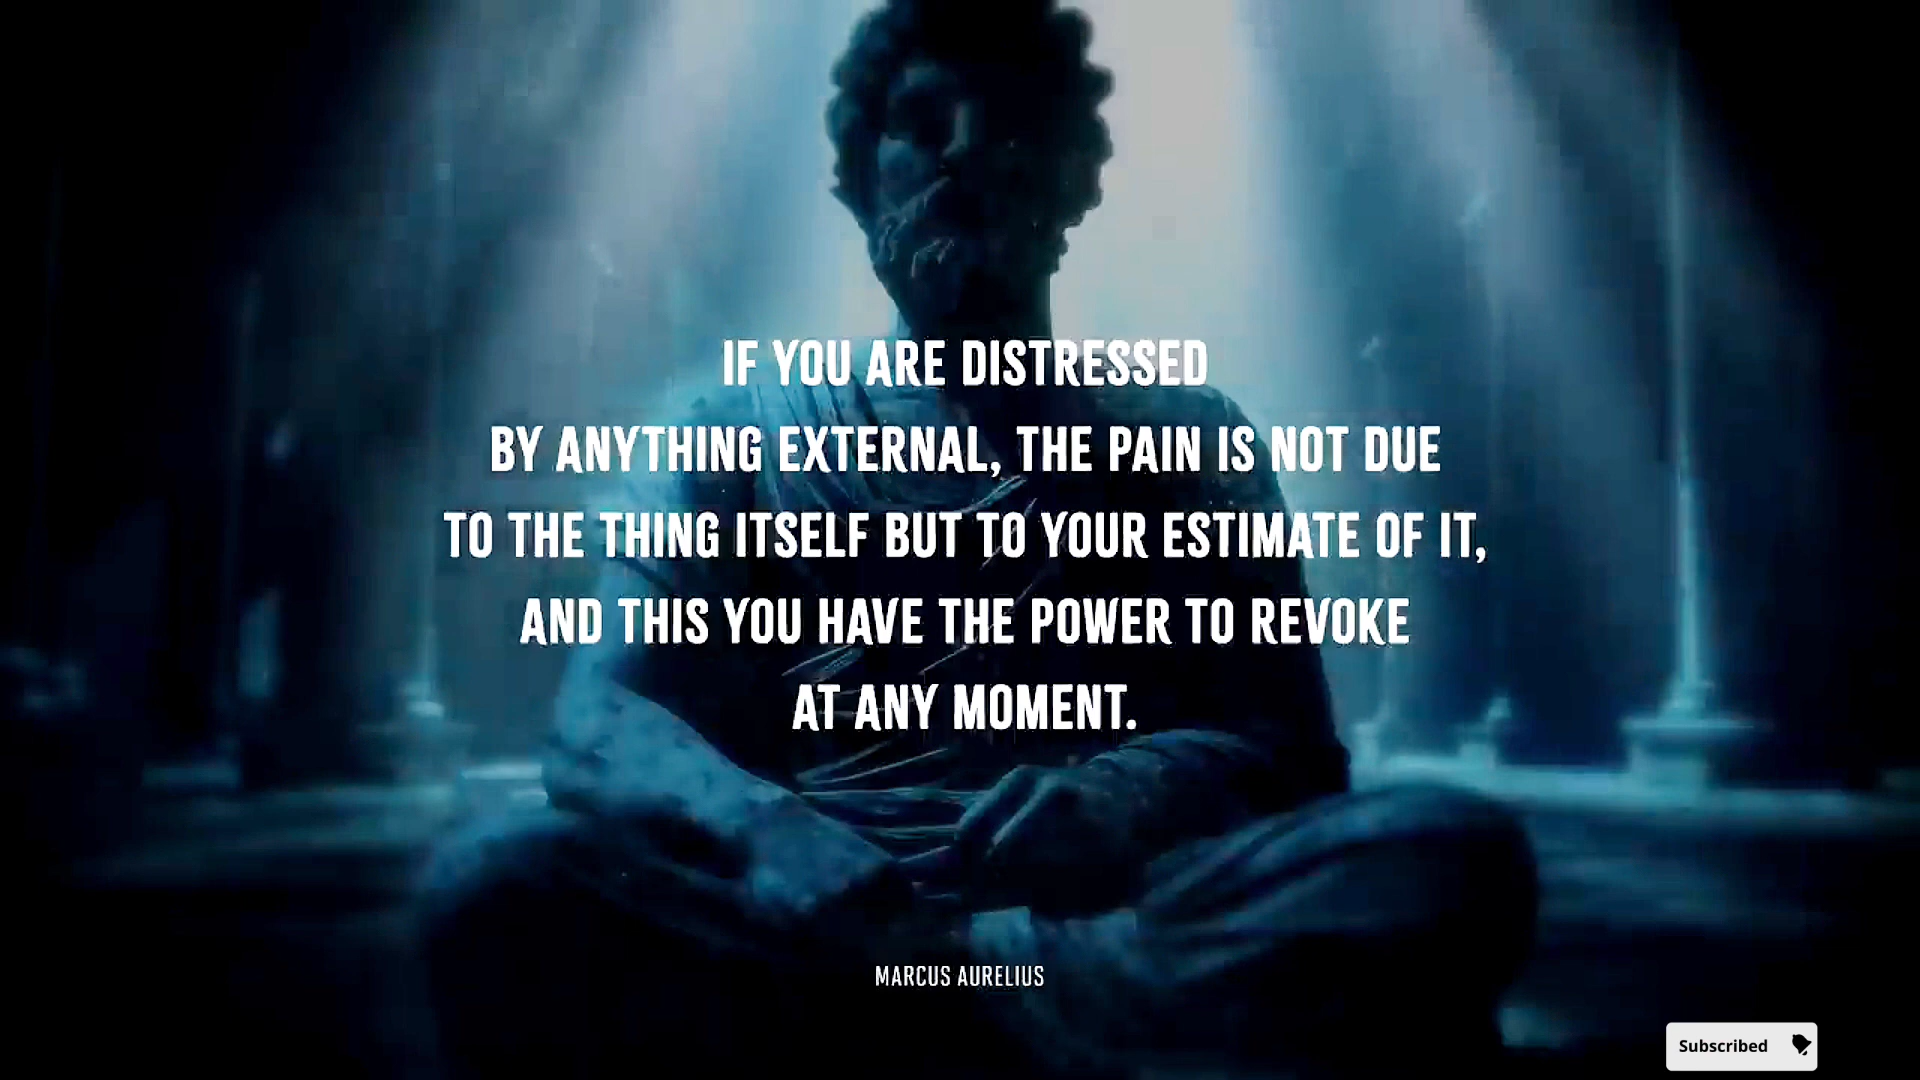 IF YOU ARE DISTRESSED
BY ANYTHING EXTERNAL, THE PAIN IS NOT DUE
TO THE THING ITSELF BUT TO YOUR ESTIMATE OF IT,
AND THIS YOU HAVE THE POWER TO REVOKE
AT ANY MOMENT.
MARCUS AURELIUS
Subscribed